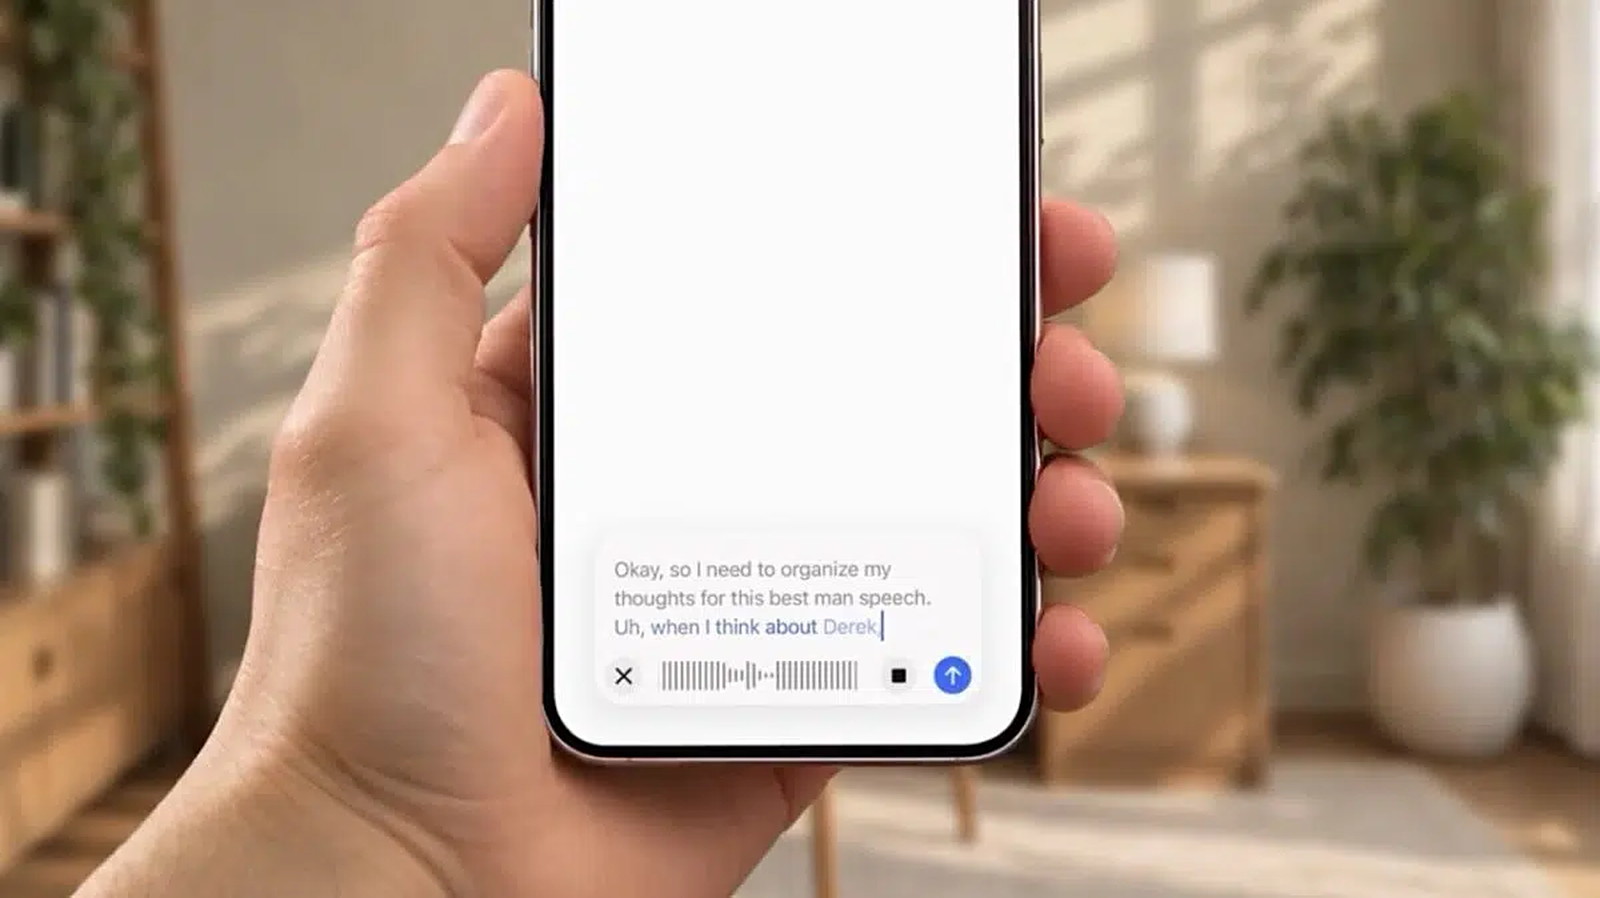 Okay, so I need to organize my
thoughts for this best man speech.
Uh, when I think about Derek,